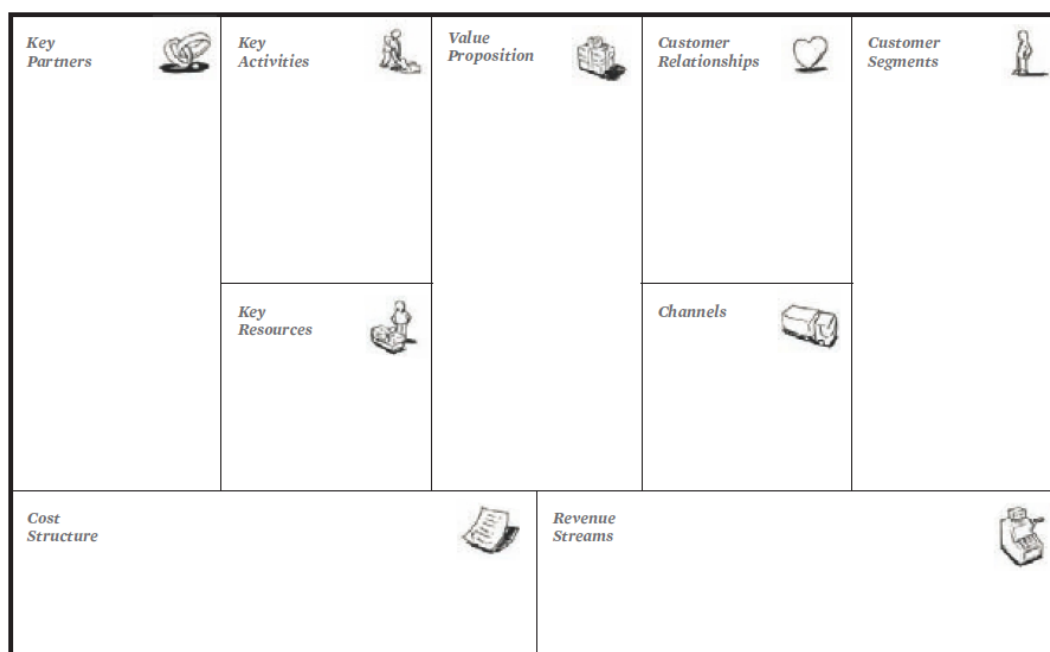 Key
Partners
Key
Activities
Value
Proposition
Customer
Relationships
Customer
Segments
Key
Resources
Channels
Cost
Structure
Revenue
Streams